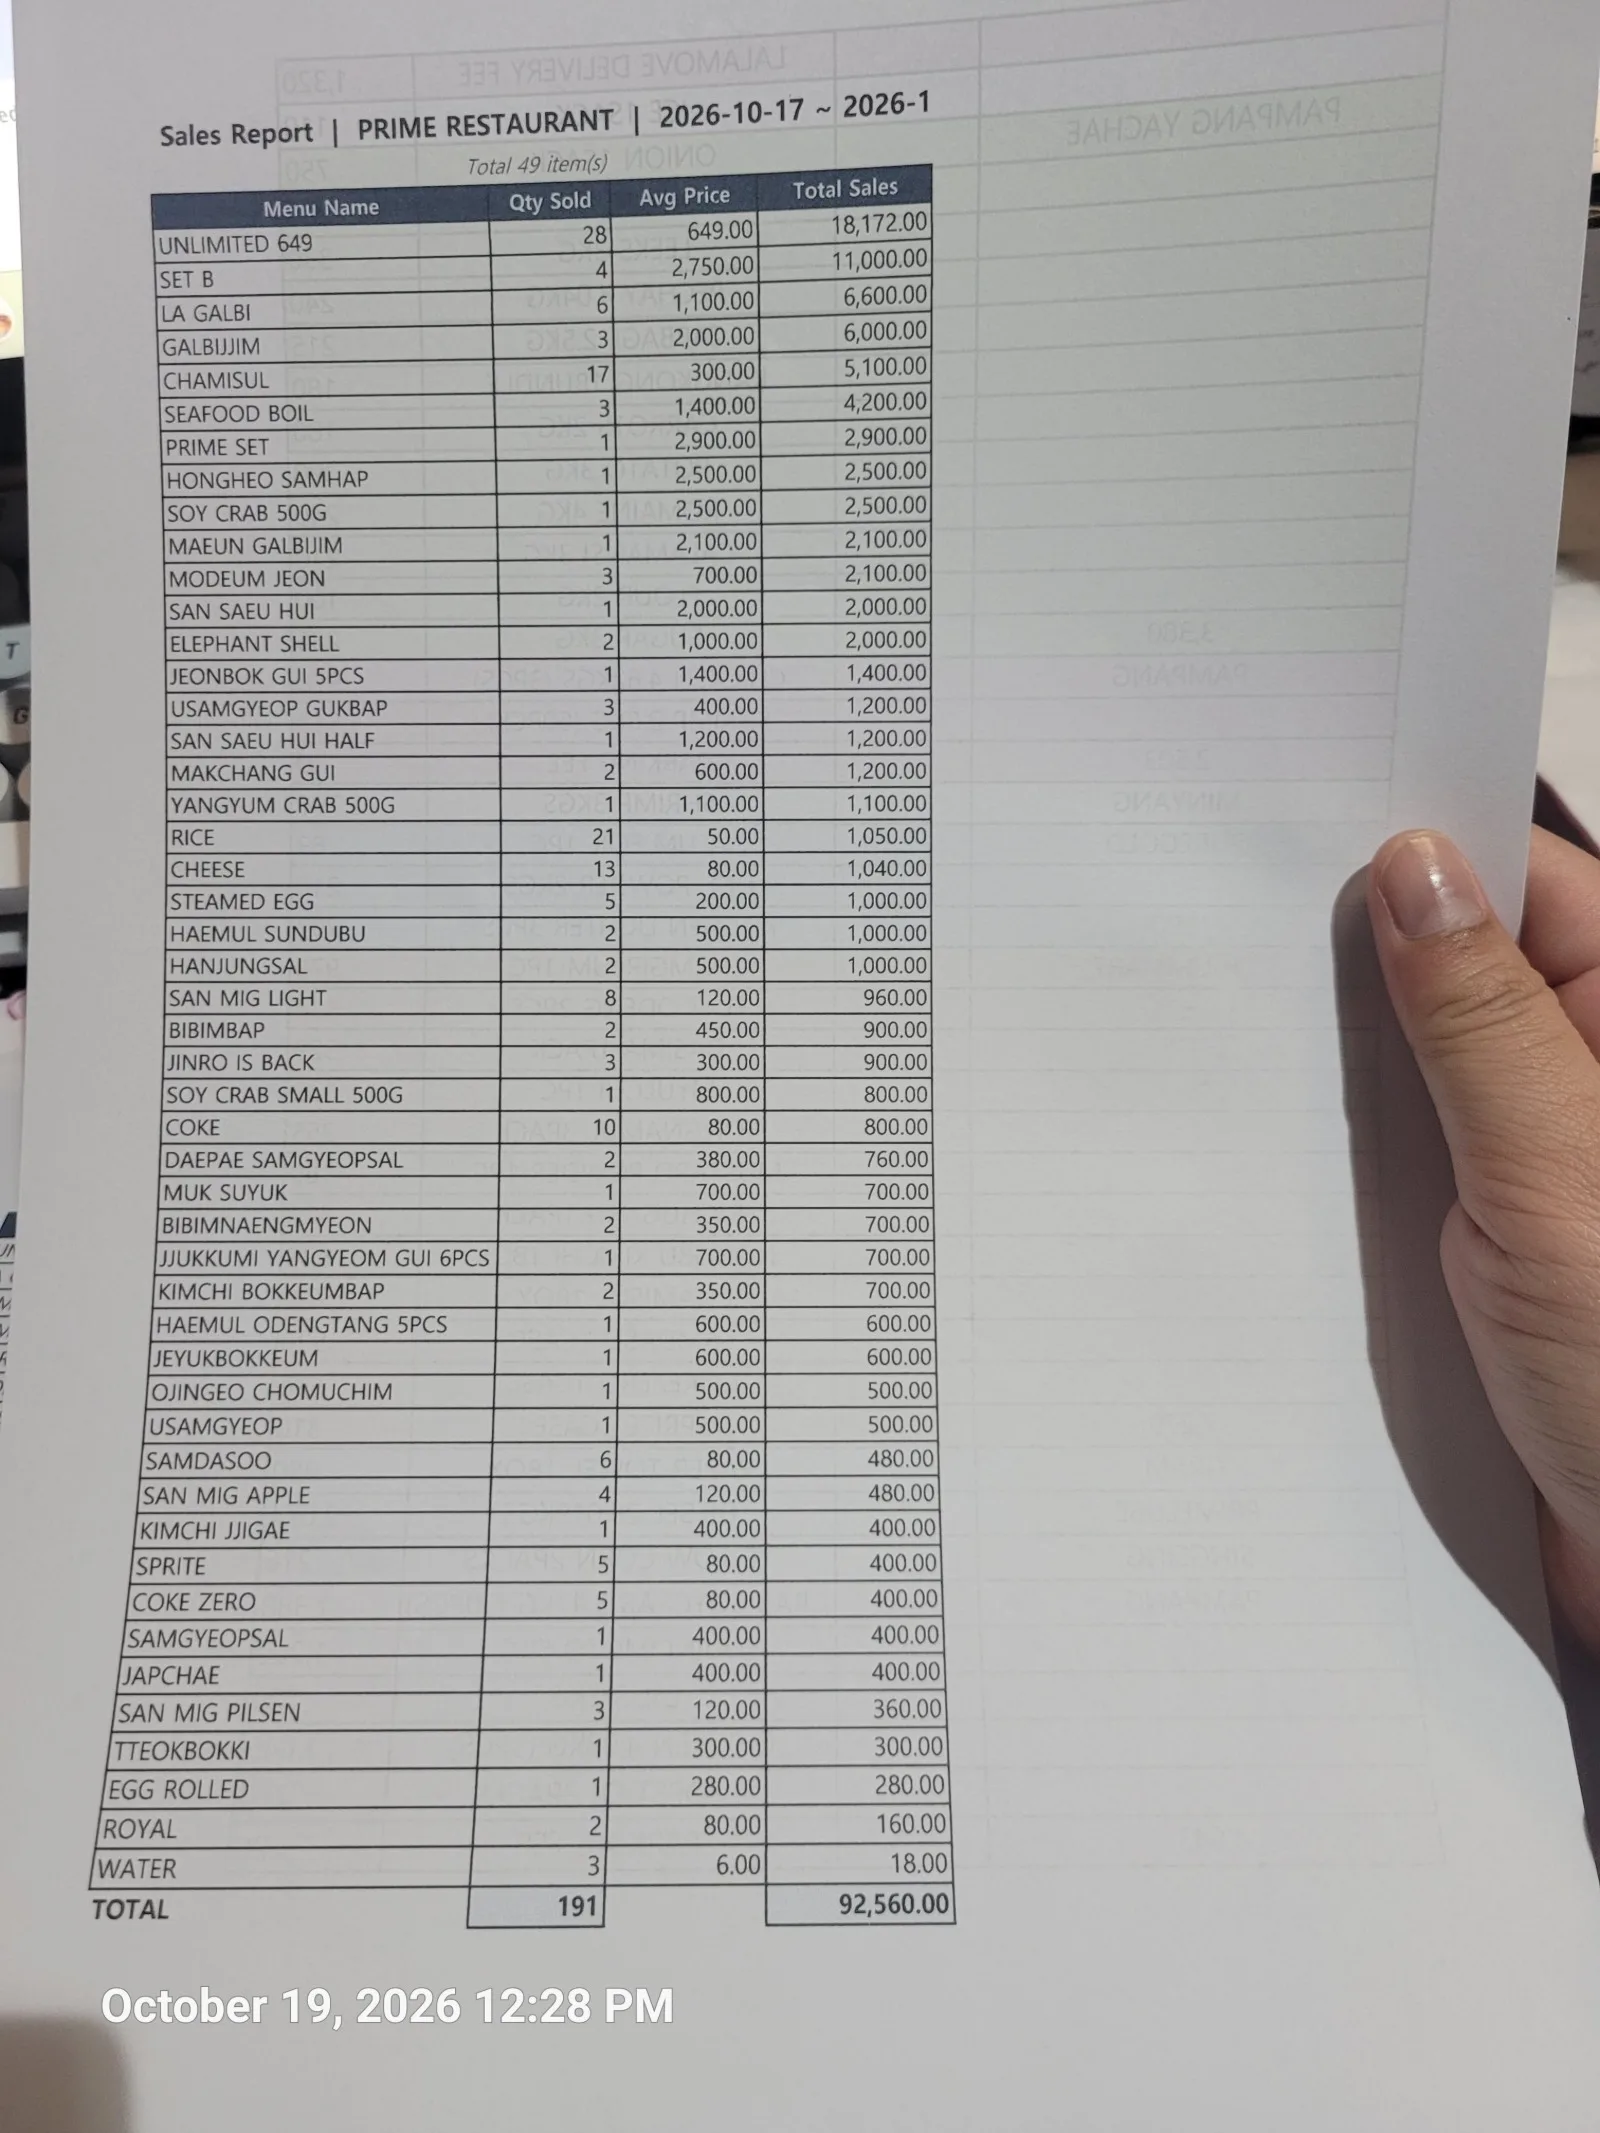 Sales Report | PRIME RESTAURANT | 2026-10-17 ~ 2026-1
Total 49 item(s)
Menu Name Qty Sold Avg Price Total Sales
UNLIMITED 649 28 649.00 18,172.00
SET B 4 2,750.00 11,000.00
LA GALBI 6 1,100.00 6,600.00
GALBIJJIM 3 2,000.00 6,000.00
CHAMISUL 17 300.00 5,100.00
SEAFOOD BOIL 3 1,400.00 4,200.00
PRIME SET 1 2,900.00 2,900.00
HONGHEO SAMHAP 1 2,500.00 2,500.00
SOY CRAB 500G 1 2,500.00 2,500.00
MAEUN GALBIJIM 1 2,100.00 2,100.00
MODEUM JEON 3 700.00 2,100.00
SAN SAEU HUI 1 2,000.00 2,000.00
ELEPHANT SHELL 2 1,000.00 2,000.00
JEONBOK GUI 5PCS 1 1,400.00 1,400.00
USAMGYEOP GUKBAP 3 400.00 1,200.00
SAN SAEU HUI HALF 1 1,200.00 1,200.00
MAKCHANG GUI 2 600.00 1,200.00
YANGYUM CRAB 500G 1 1,100.00 1,100.00
RICE 21 50.00 1,050.00
CHEESE 13 80.00 1,040.00
STEAMED EGG 5 200.00 1,000.00
HAEMUL SUNDUBU 2 500.00 1,000.00
HANJUNGSAL 2 500.00 1,000.00
SAN MIG LIGHT 8 120.00 960.00
BIBIMBAP 2 450.00 900.00
JINRO IS BACK 3 300.00 900.00
SOY CRAB SMALL 500G 1 800.00 800.00
COKE 10 80.00 800.00
DAEPAE SAMGYEOPSAL 2 380.00 760.00
MUK SUYUK 1 700.00 700.00
BIBIMNAENGMYEON 2 350.00 700.00
JJUKKUMI YANGYEOM GUI 6PCS 1 700.00 700.00
KIMCHI BOKKEUMBAP 2 350.00 700.00
HAEMUL ODENGTANG 5PCS 1 600.00 600.00
JEYUKBOKKEUM 1 600.00 600.00
OJINGEO CHOMUCHIM 1 500.00 500.00
USAMGYEOP 1 500.00 500.00
SAMDASOO 6 80.00 480.00
SAN MIG APPLE 4 120.00 480.00
KIMCHI JJIGAE 1 400.00 400.00
SPRITE 5 80.00 400.00
COKE ZERO 5 80.00 400.00
SAMGYEOPSAL 1 400.00 400.00
JAPCHAE 1 400.00 400.00
SAN MIG PILSEN 3 120.00 360.00
TTEOKBOKKI 1 300.00 300.00
EGG ROLLED 1 280.00 280.00
ROYAL 2 80.00 160.00
WATER 3 6.00 18.00
TOTAL 191 92,560.00
October 19, 2026 12:28 PM